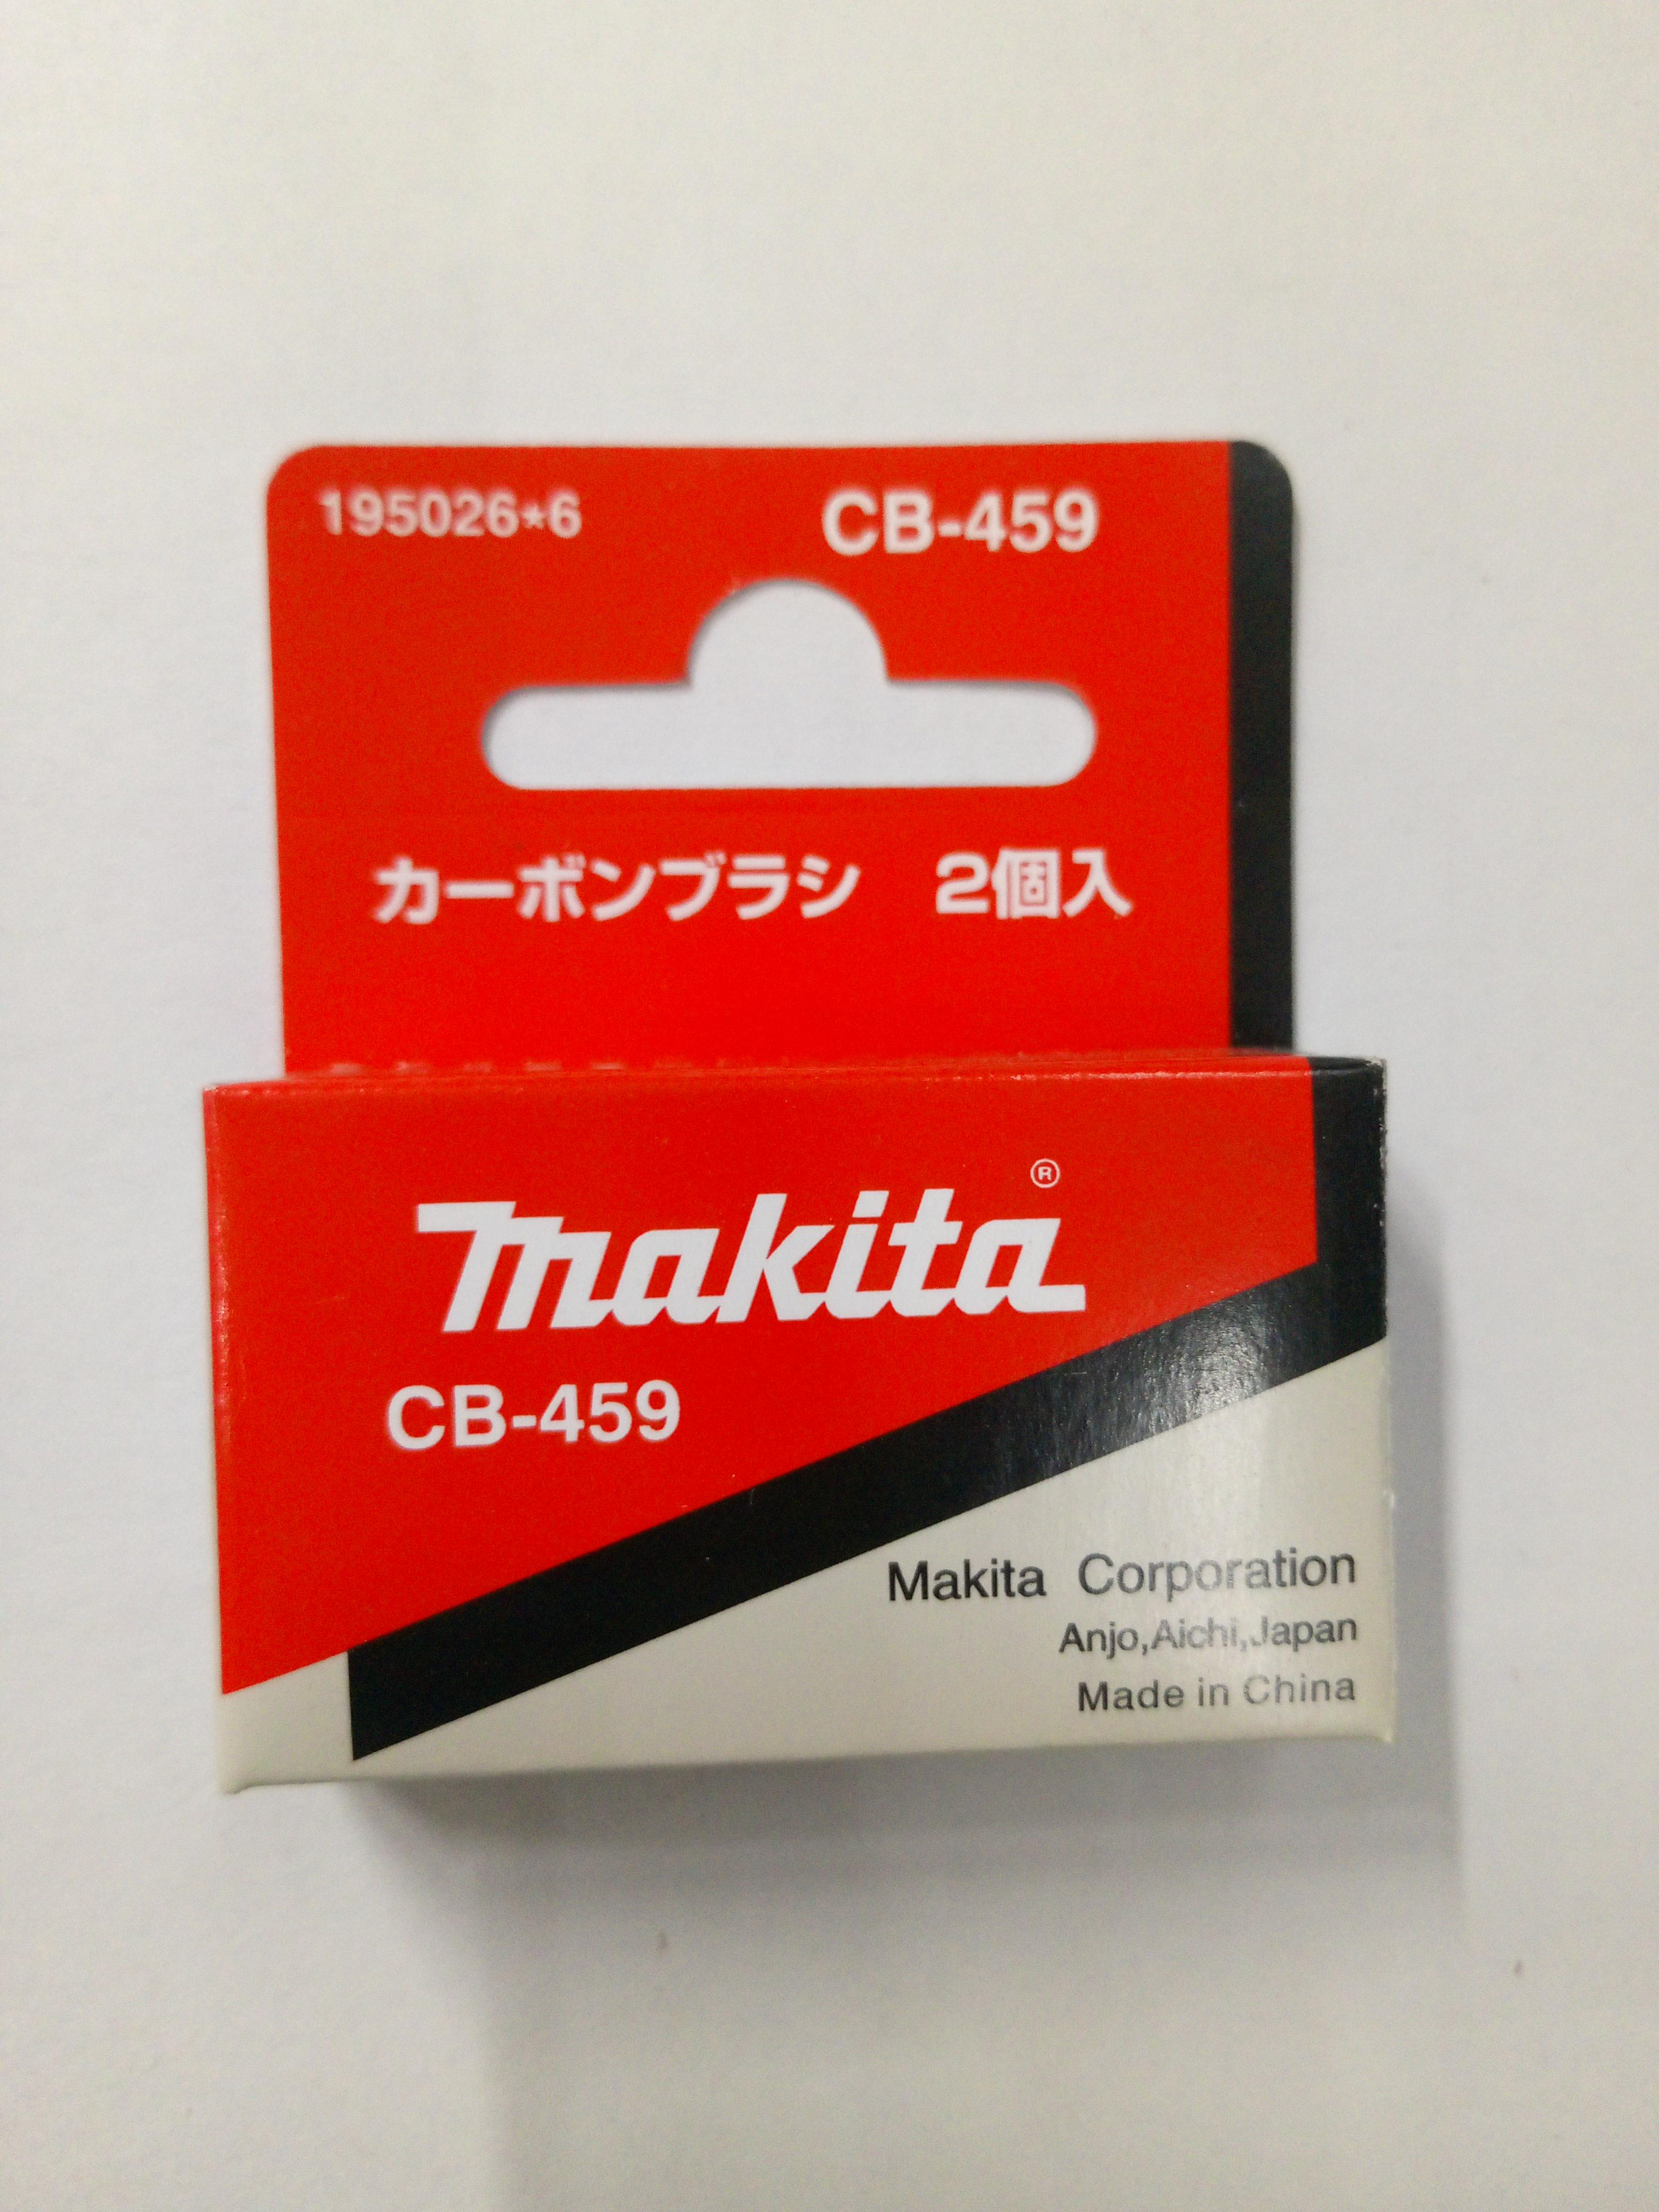 195026*6 CB-459
カーボンブラシ 2個入
makita®
CB-459
Makita Corporation
Anjo,Aichi,Japan
Made in China